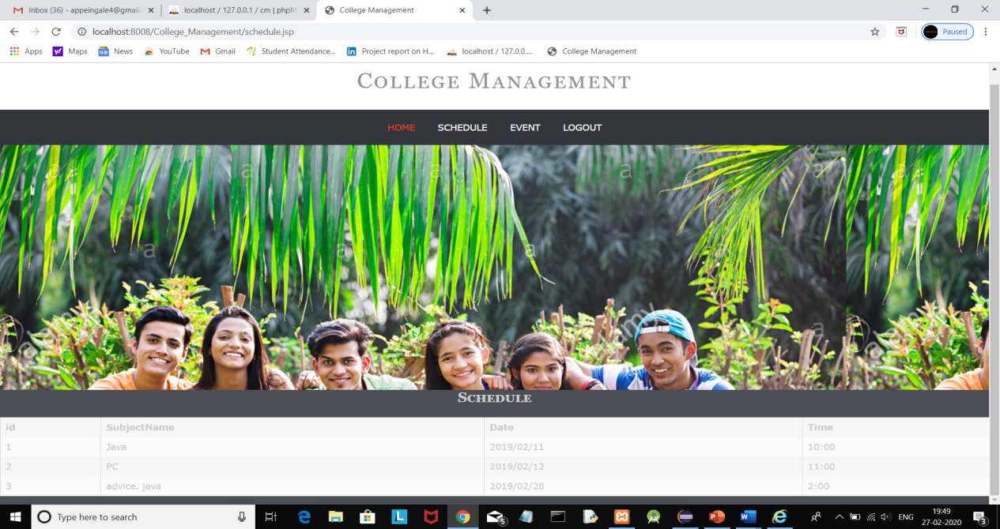 Inbox (36) - appeingale4@gmail.
localhost / 127.0.0.1 / cm | phpM
College Management
localhost:8008/College_Management/schedule.jsp
Paused
Apps
Maps
News
YouTube
Gmail
Student Attendance...
Project report on H...
localhost / 127.0.0....
College Management
College Management
HOME
SCHEDULE
EVENT
LOGOUT
a
Schedule
id SubjectName Date Time
1 Java 2019/02/11 10:00
2 PC 2019/02/12 11:00
3 advice. java 2019/02/28 2:00
Type here to search
5
ENG
19:49
27-02-2020
3